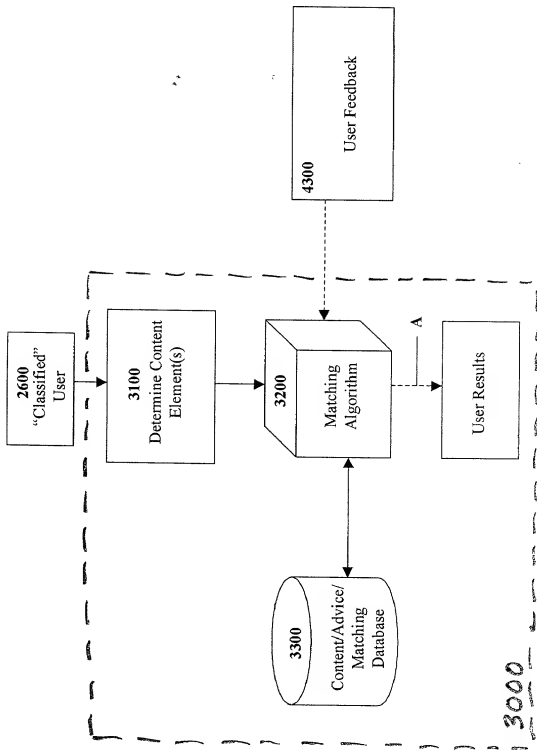 2600
"Classified"
User
3100
Determine Content
Element(s)
4300
User Feedback
3200
Matching
Algorithm
3300
Content/Advice/
Matching
Database
A
User Results
3000